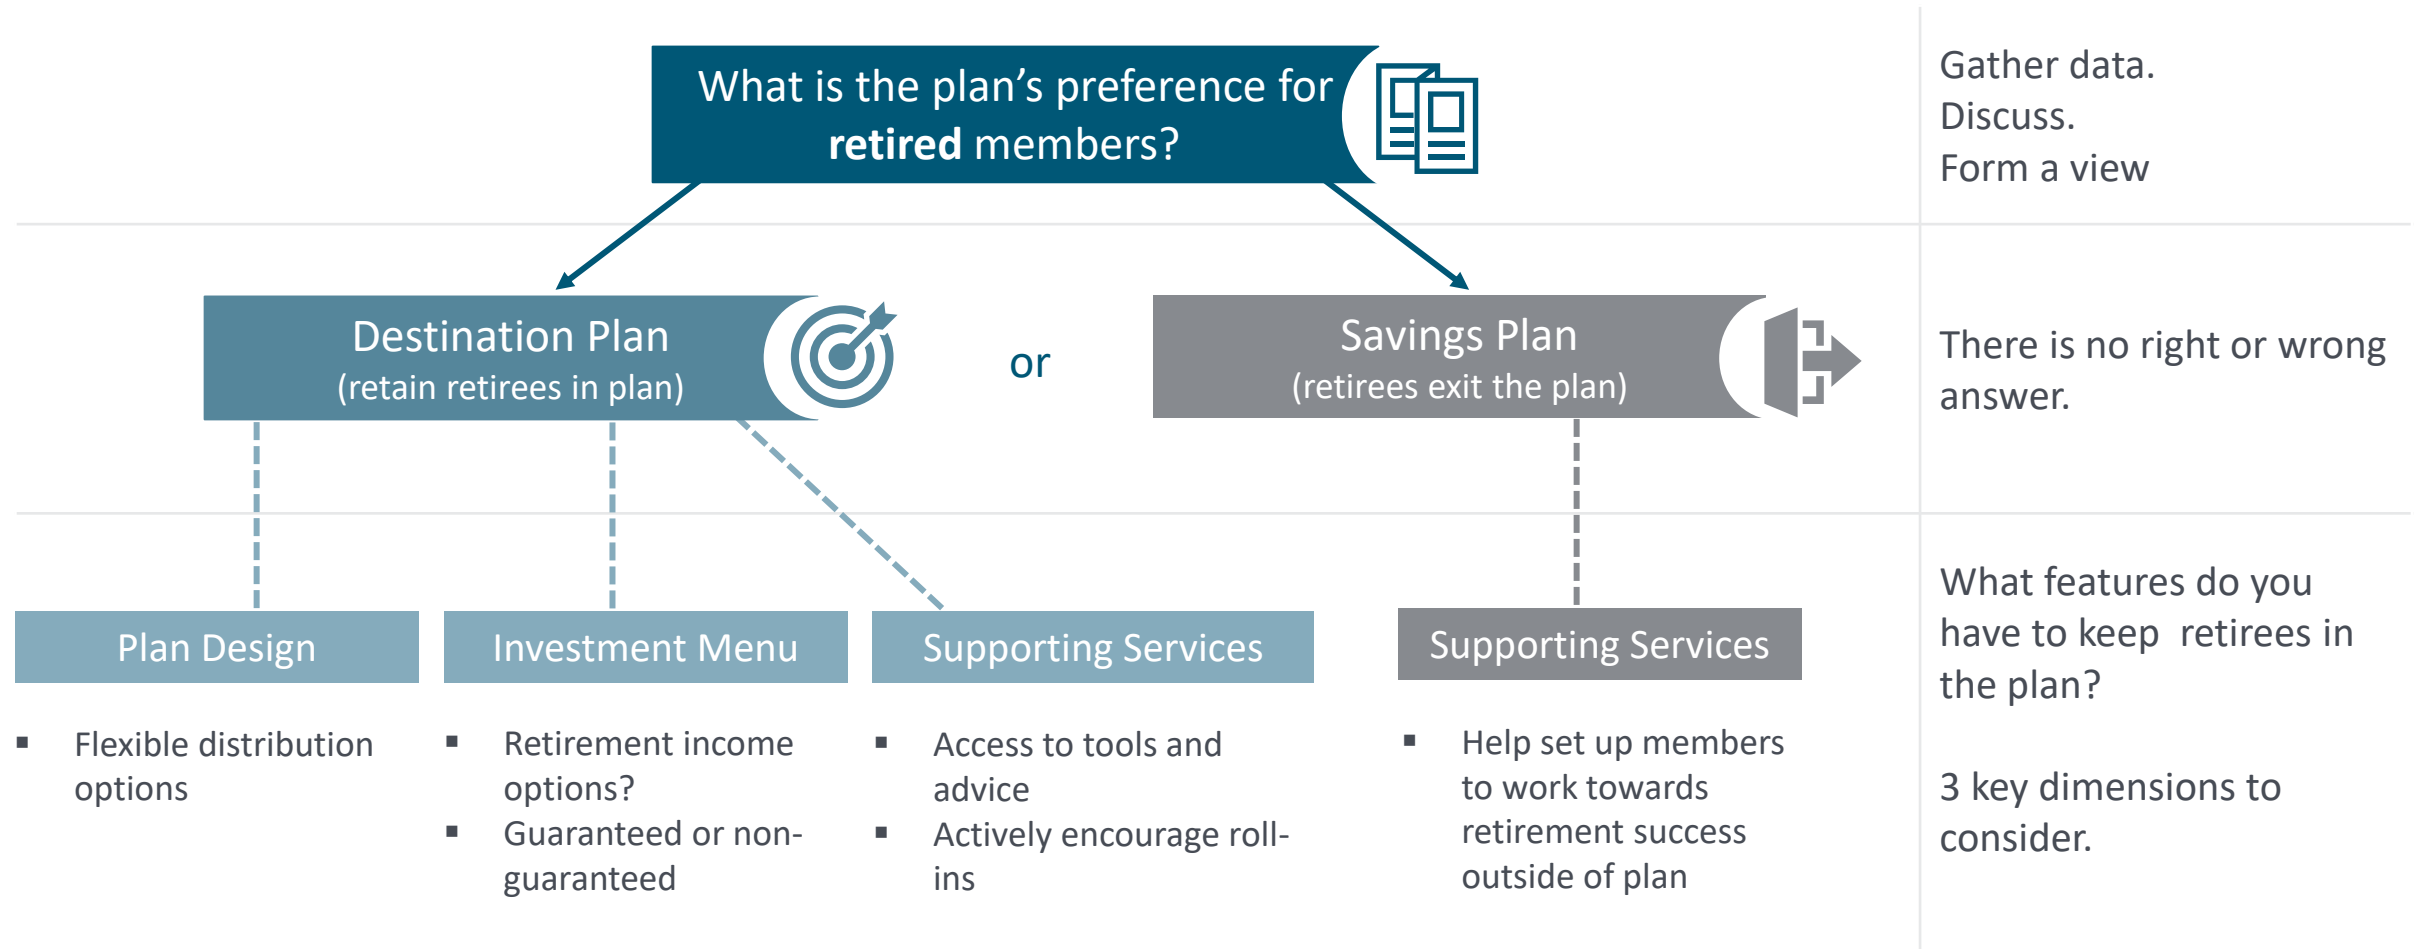 What is the plan's preference for
retired members?
Gather data.
Discuss.
Form a view
Destination Plan
(retain retirees in plan)
or
Savings Plan
(retirees exit the plan)
There is no right or wrong
answer.
Plan Design
▪ Flexible distribution
options
Investment Menu
▪ Retirement income
options?
▪ Guaranteed or non-
guaranteed
Supporting Services
▪ Access to tools and
advice
▪ Actively encourage roll-
ins
Supporting Services
▪ Help set up members
to work towards
retirement success
outside of plan
What features do you
have to keep  retirees in
the plan?
3 key dimensions to
consider.